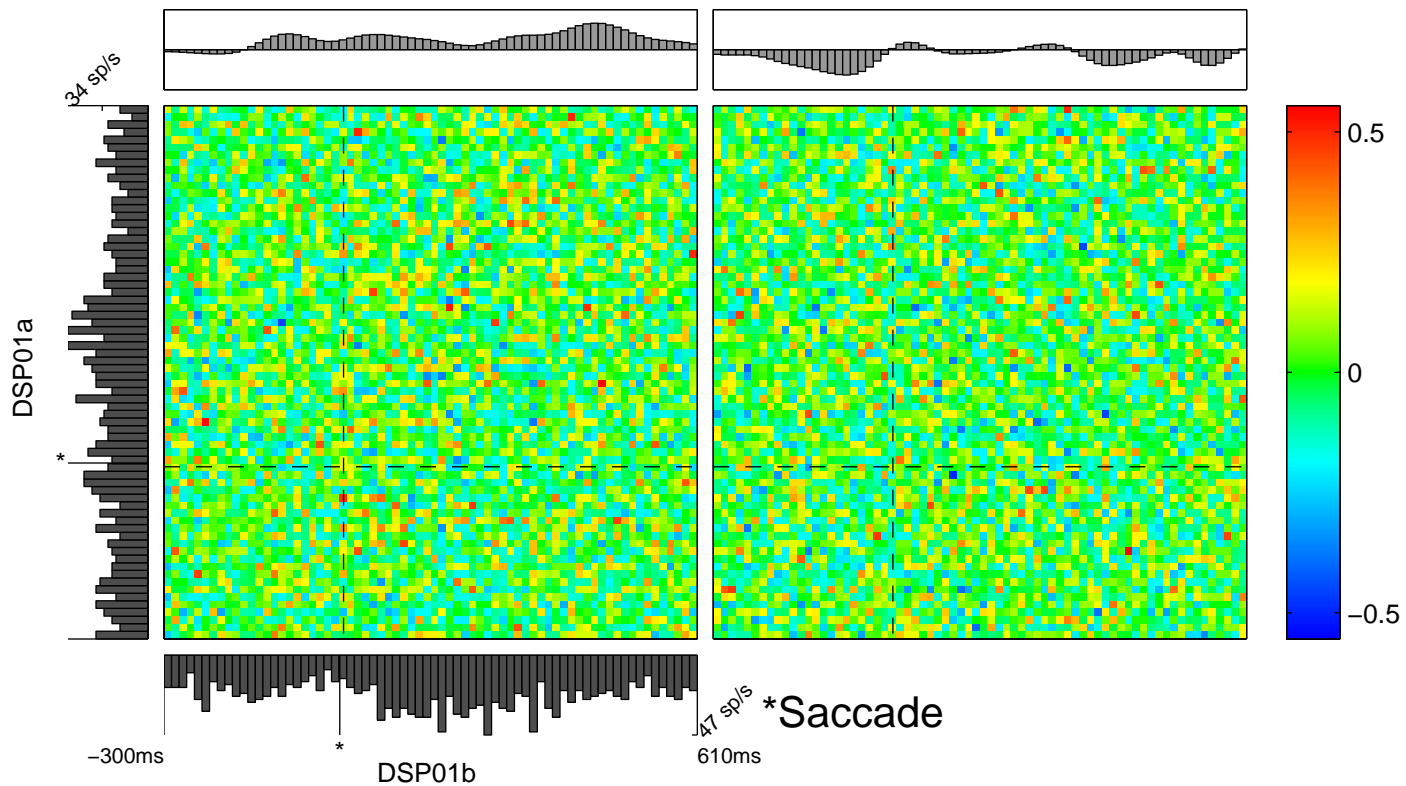 34 sp/s
0.5
0
−0.5
DSP01a
*
*
47 sp/s
*Saccade
−300ms
610ms
DSP01b